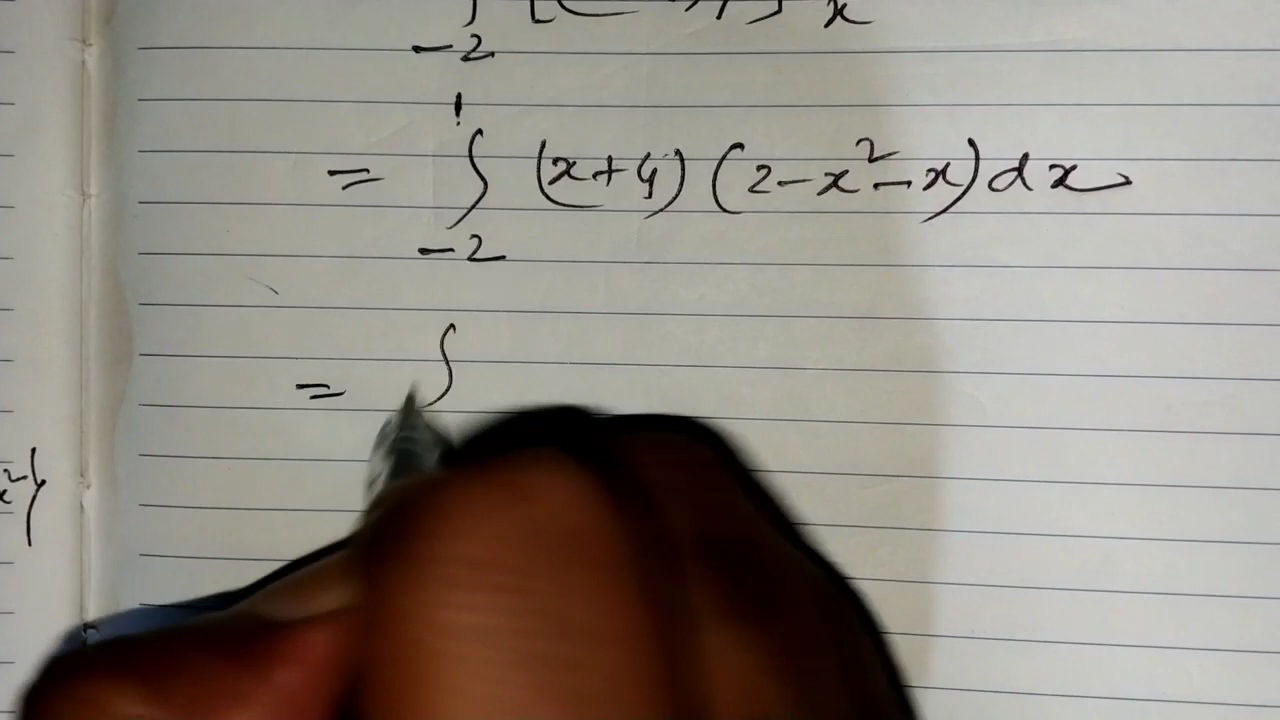 -2
1
= ∫ (x+4) (2-x²-x) dx
-2
= ∫